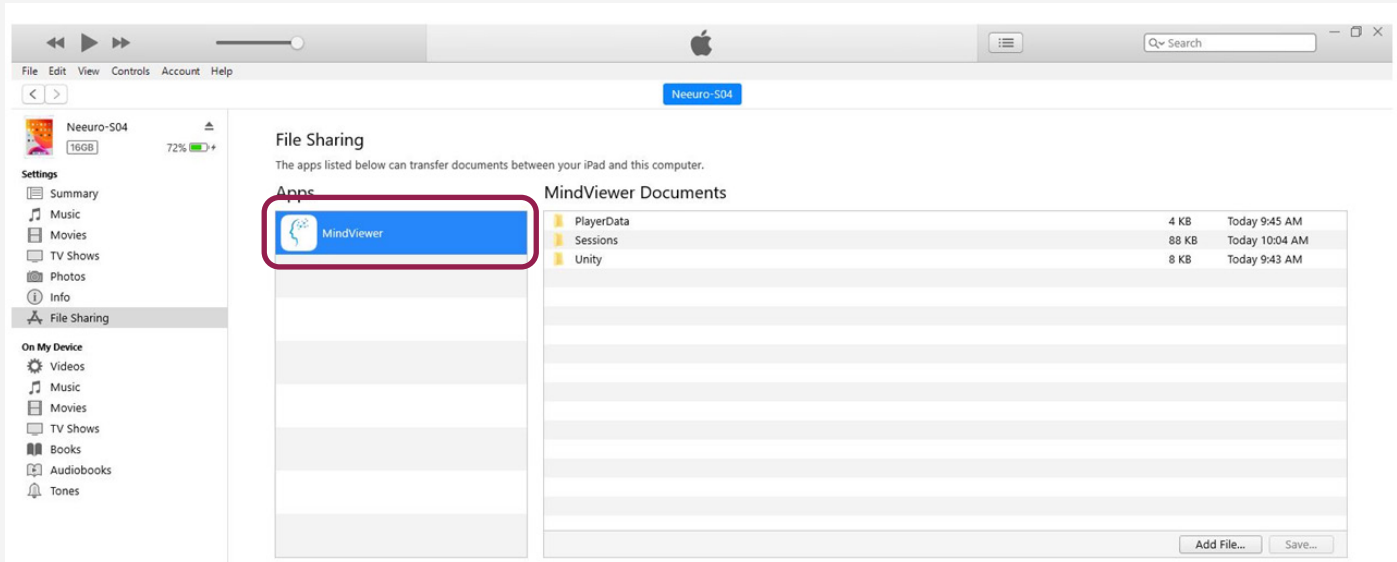 Search
File Edit View Controls Account Help
Neeuro-S04
Neeuro-S04
16GB 72%
Settings
Summary
Music
Movies
TV Shows
Photos
Info
File Sharing
On My Device
Videos
Music
Movies
TV Shows
Books
Audiobooks
Tones
File Sharing
The apps listed below can transfer documents between your iPad and this computer.
Apps
MindViewer
MindViewer Documents
PlayerData 4 KB Today 9:45 AM
Sessions 88 KB Today 10:04 AM
Unity 8 KB Today 9:43 AM
Add File... Save...